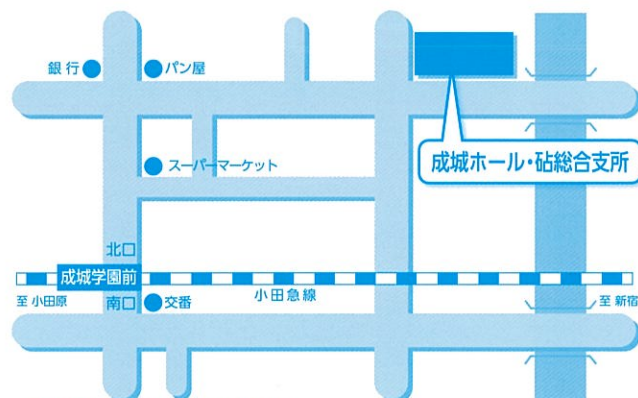 銀行
パン屋
成城ホール・砧総合支所
スーパーマーケット
北口
成城学園前
至 小田原
南口
交番
小田急線
至 新宿